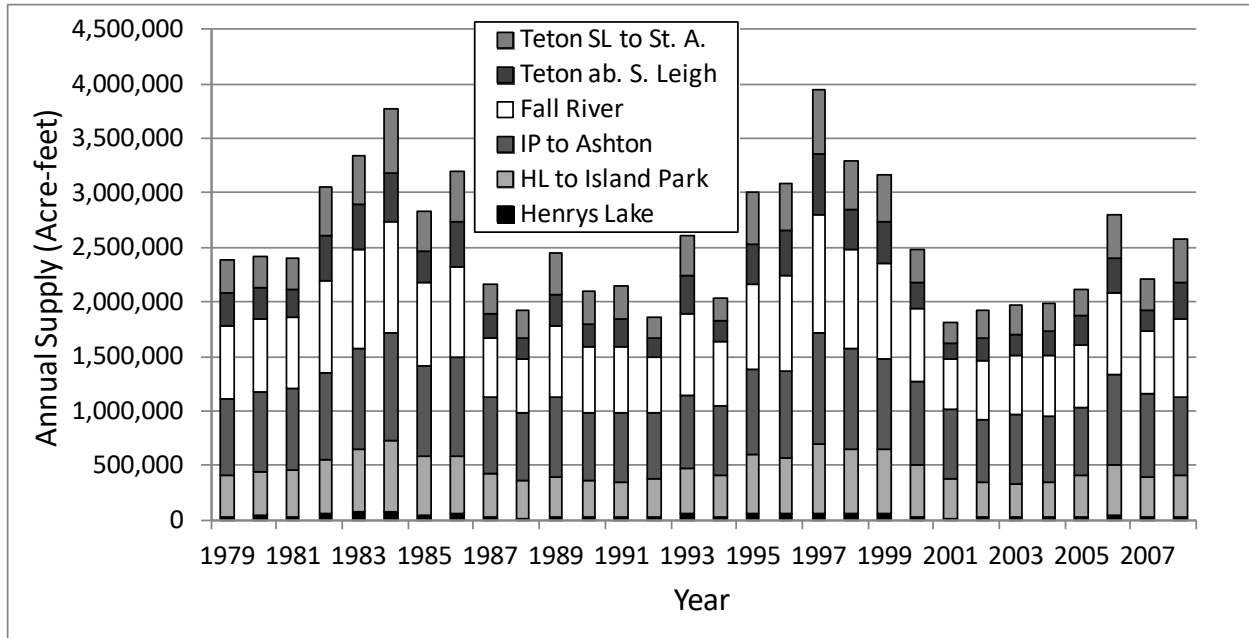 4,500,000
4,000,000
3,500,000
3,000,000
2,500,000
2,000,000
1,500,000
1,000,000
500,000
0
Annual Supply (Acre-feet)
Teton SL to St. A.
Teton ab. S. Leigh
Fall River
IP to Ashton
HL to Island Park
Henrys Lake
1979 1981 1983 1985 1987 1989 1991 1993 1995 1997 1999 2001 2003 2005 2007
Year